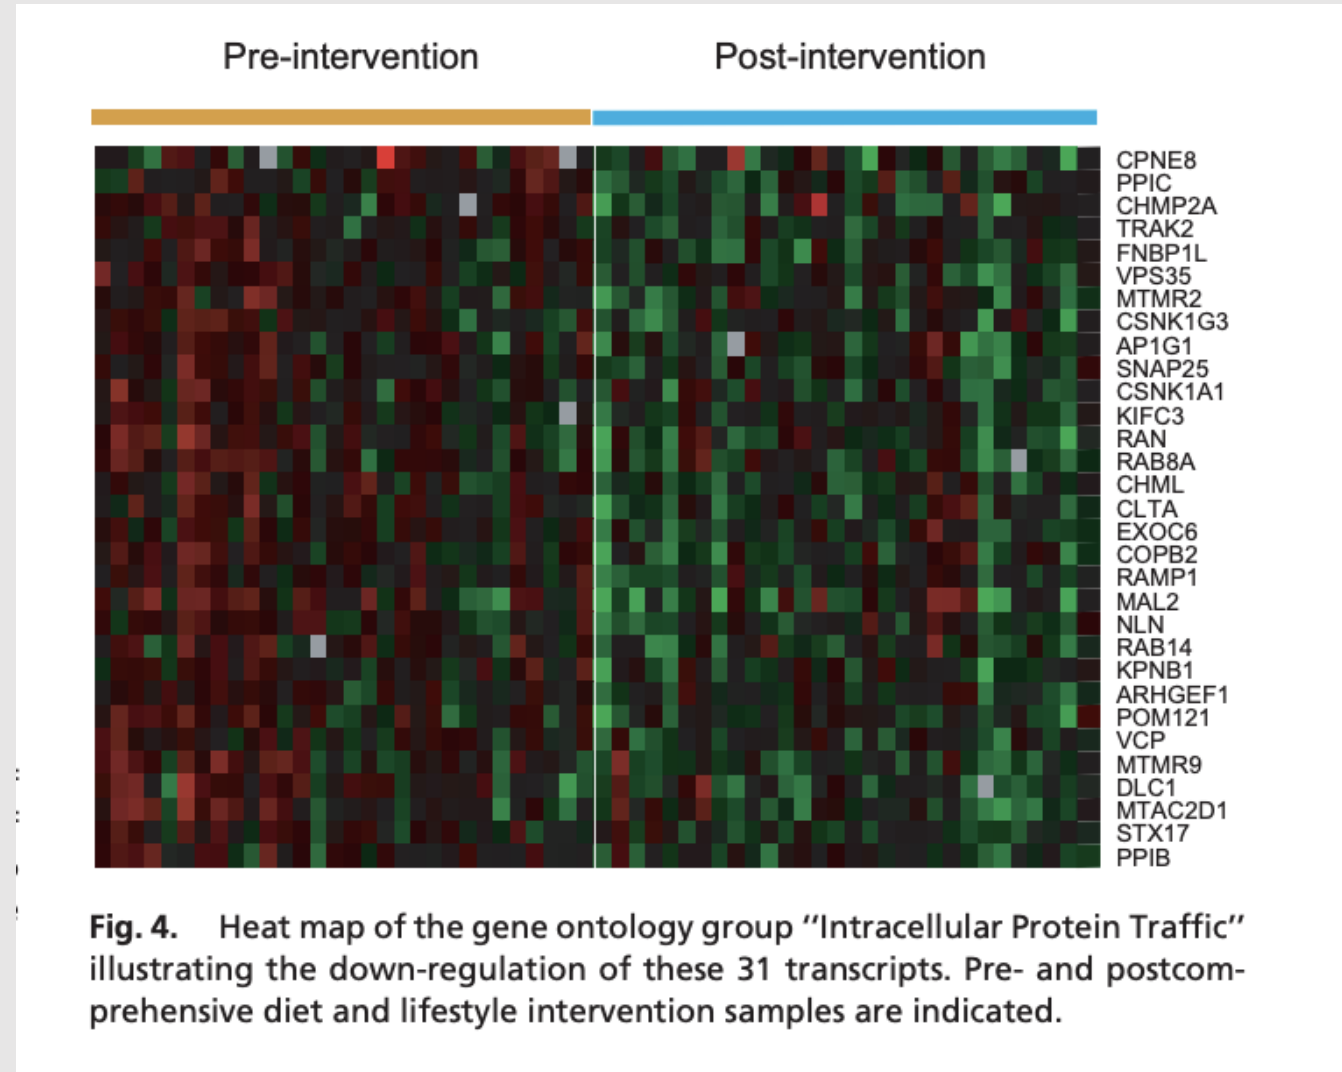 Pre-intervention Post-intervention
CPNE8
PPIC
CHMP2A
TRAK2
FNBP1L
VPS35
MTMR2
CSNK1G3
AP1G1
SNAP25
CSNK1A1
KIFC3
RAN
RAB8A
CHML
CLTA
EXOC6
COPB2
RAMP1
MAL2
NLN
RAB14
KPNB1
ARHGEF1
POM121
VCP
MTMR9
DLC1
MTAC2D1
STX17
PPIB
Fig. 4. Heat map of the gene ontology group ‘‘Intracellular Protein Traffic’’
illustrating the down-regulation of these 31 transcripts. Pre- and postcom-
prehensive diet and lifestyle intervention samples are indicated.